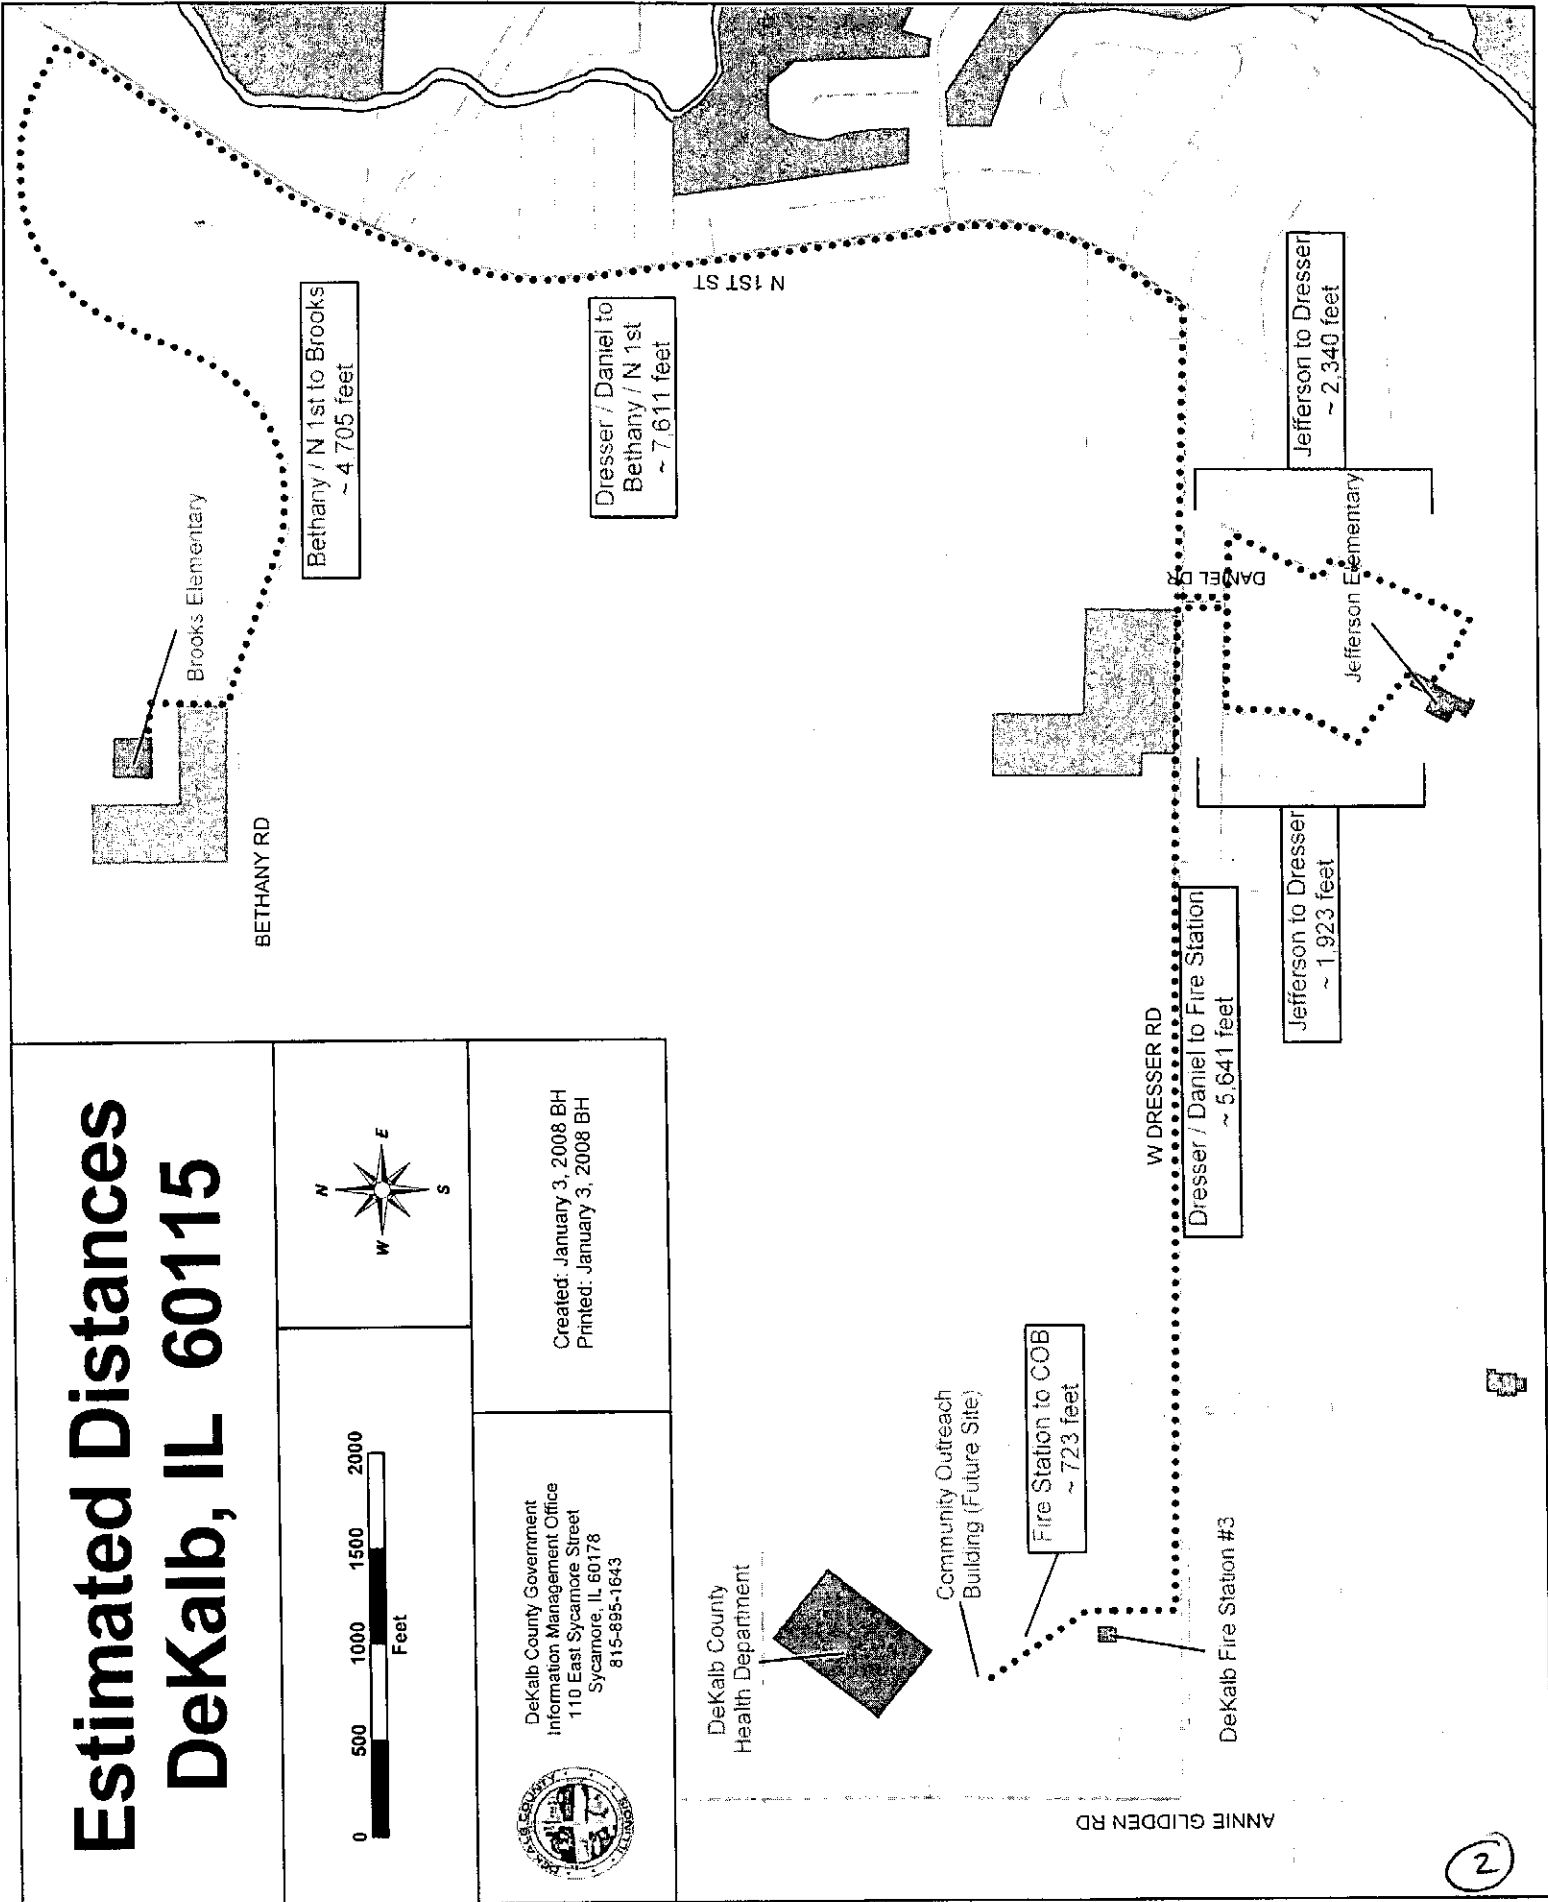 Estimated Distances
DeKalb, IL 60115
0 500 1000 1500 2000
Feet
N
W E
S
DeKalb County Government
Information Management Office
110 East Sycamore Street
Sycamore, IL 60178
815-895-1643
Created: January 3, 2008 BH
Printed: January 3, 2008 BH
Brooks Elementary
BETHANY RD
Bethany / N 1st to Brooks
~ 4,705 feet
Dresser / Daniel to
Bethany / N 1st
~ 7,611 feet
N 1ST ST
DeKalb County
Health Department
Community Outreach
Building (Future Site)
Fire Station to COB
~ 723 feet
W DRESSER RD
Dresser / Daniel to Fire Station
~ 5,641 feet
DANIEL DR
Jefferson to Dresser
~ 1,923 feet
Jefferson to Dresser
~ 2,340 feet
Jefferson Elementary
DeKalb Fire Station #3
ANNIE GLIDDEN RD
2